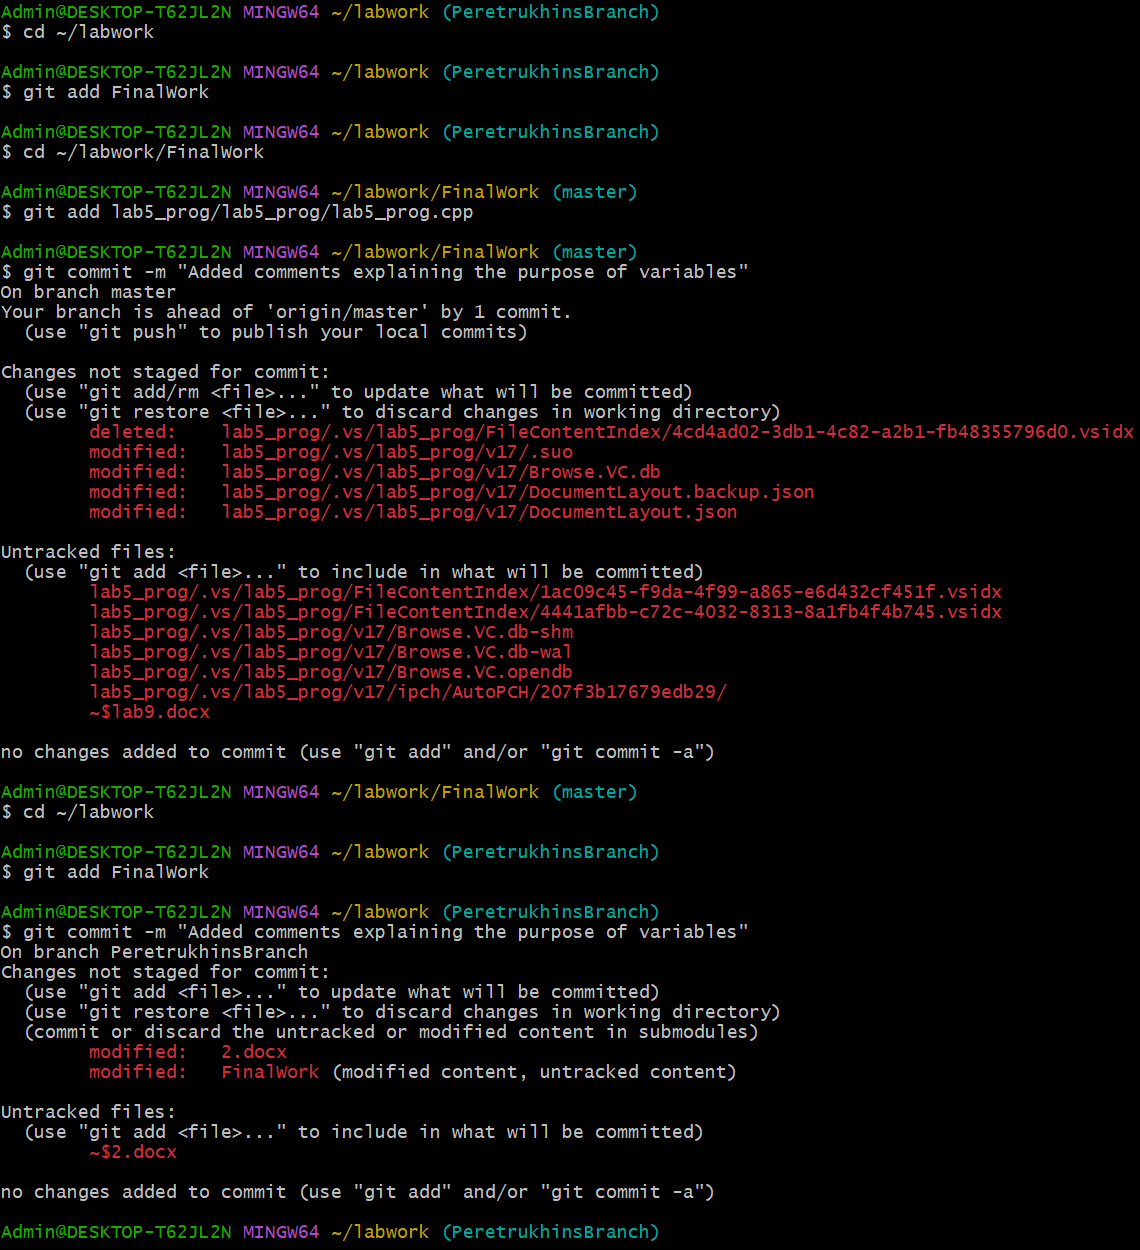 Admin@DESKTOP-T62JL2N MINGW64 ~/labwork (PeretrukhinsBranch)
$ cd ~/labwork
Admin@DESKTOP-T62JL2N MINGW64 ~/labwork (PeretrukhinsBranch)
$ git add FinalWork
Admin@DESKTOP-T62JL2N MINGW64 ~/labwork (PeretrukhinsBranch)
$ cd ~/labwork/FinalWork
Admin@DESKTOP-T62JL2N MINGW64 ~/labwork/FinalWork (master)
$ git add lab5_prog/lab5_prog/lab5_prog.cpp
Admin@DESKTOP-T62JL2N MINGW64 ~/labwork/FinalWork (master)
$ git commit -m "Added comments explaining the purpose of variables"
On branch master
Your branch is ahead of 'origin/master' by 1 commit.
  (use "git push" to publish your local commits)
Changes not staged for commit:
  (use "git add/rm <file>..." to update what will be committed)
  (use "git restore <file>..." to discard changes in working directory)
        deleted:    lab5_prog/.vs/lab5_prog/FileContentIndex/4cd4ad02-3db1-4c82-a2b1-fb48355796d0.vsidx
        modified:   lab5_prog/.vs/lab5_prog/v17/.suo
        modified:   lab5_prog/.vs/lab5_prog/v17/Browse.VC.db
        modified:   lab5_prog/.vs/lab5_prog/v17/DocumentLayout.backup.json
        modified:   lab5_prog/.vs/lab5_prog/v17/DocumentLayout.json
Untracked files:
  (use "git add <file>..." to include in what will be committed)
        lab5_prog/.vs/lab5_prog/FileContentIndex/1ac09c45-f9da-4f99-a865-e6d432cf451f.vsidx
        lab5_prog/.vs/lab5_prog/FileContentIndex/4441afbb-c72c-4032-8313-8a1fb4f4b745.vsidx
        lab5_prog/.vs/lab5_prog/v17/Browse.VC.db-shm
        lab5_prog/.vs/lab5_prog/v17/Browse.VC.db-wal
        lab5_prog/.vs/lab5_prog/v17/Browse.VC.opendb
        lab5_prog/.vs/lab5_prog/v17/ipch/AutoPCH/207f3b17679edb29/
        ~$lab9.docx
no changes added to commit (use "git add" and/or "git commit -a")
Admin@DESKTOP-T62JL2N MINGW64 ~/labwork/FinalWork (master)
$ cd ~/labwork
Admin@DESKTOP-T62JL2N MINGW64 ~/labwork (PeretrukhinsBranch)
$ git add FinalWork
Admin@DESKTOP-T62JL2N MINGW64 ~/labwork (PeretrukhinsBranch)
$ git commit -m "Added comments explaining the purpose of variables"
On branch PeretrukhinsBranch
Changes not staged for commit:
  (use "git add <file>..." to update what will be committed)
  (use "git restore <file>..." to discard changes in working directory)
  (commit or discard the untracked or modified content in submodules)
        modified:   2.docx
        modified:   FinalWork (modified content, untracked content)
Untracked files:
  (use "git add <file>..." to include in what will be committed)
        ~$2.docx
no changes added to commit (use "git add" and/or "git commit -a")
Admin@DESKTOP-T62JL2N MINGW64 ~/labwork (PeretrukhinsBranch)